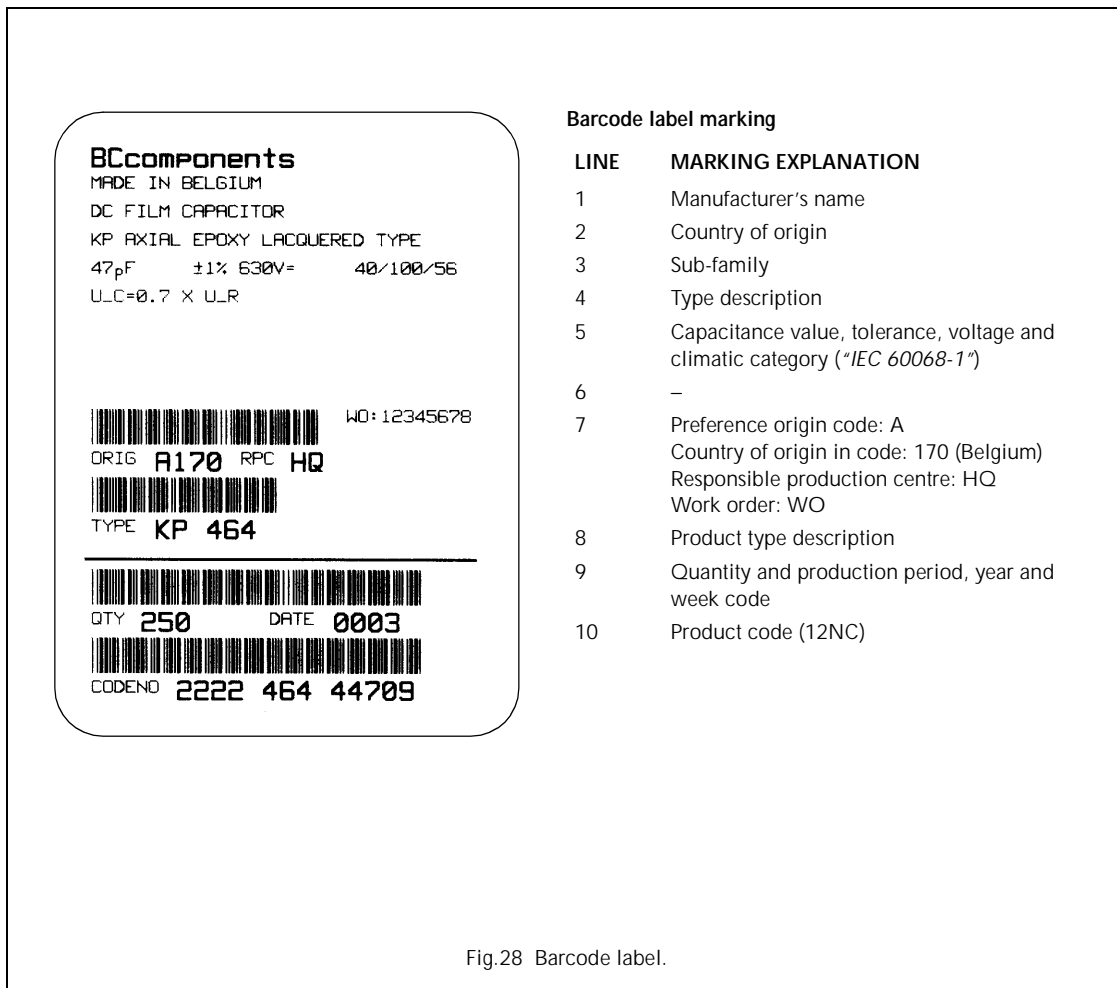 BCcomponents
MADE IN BELGIUM
DC FILM CAPACITOR
KP AXIAL EPOXY LACQUERED TYPE
47pF ±1% 630V= 40/100/56
U_C=0.7 X U_R
WO:12345678
ORIG A170 RPC HQ
TYPE KP 464
QTY 250 DATE 0003
CODENO 2222 464 44709
Barcode label marking
LINE MARKING EXPLANATION
1 Manufacturer’s name
2 Country of origin
3 Sub-family
4 Type description
5 Capacitance value, tolerance, voltage and
climatic category (“IEC 60068-1”)
6 –
7 Preference origin code: A
Country of origin in code: 170 (Belgium)
Responsible production centre: HQ
Work order: WO
8 Product type description
9 Quantity and production period, year and
week code
10 Product code (12NC)
Fig.28 Barcode label.